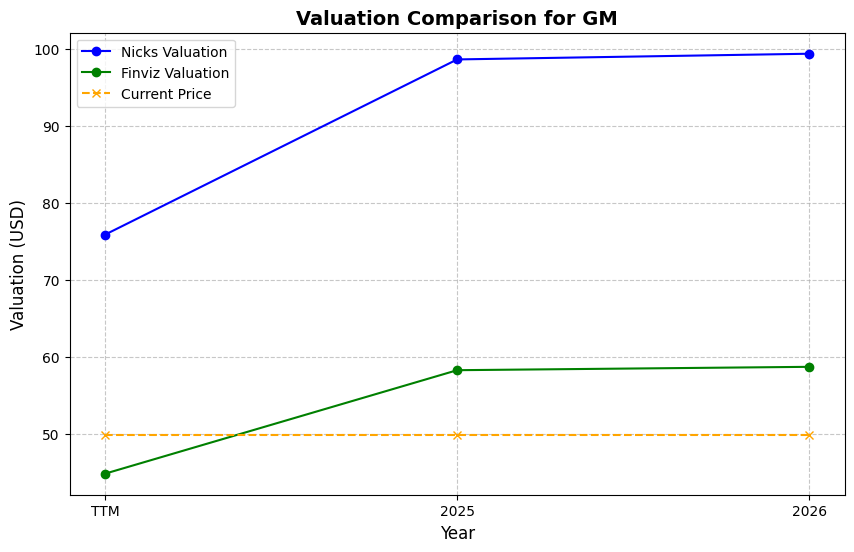 Valuation Comparison for GM
Nicks Valuation
Finviz Valuation
Current Price
100
90
80
70
60
50
Valuation (USD)
TTM
2025
2026
Year